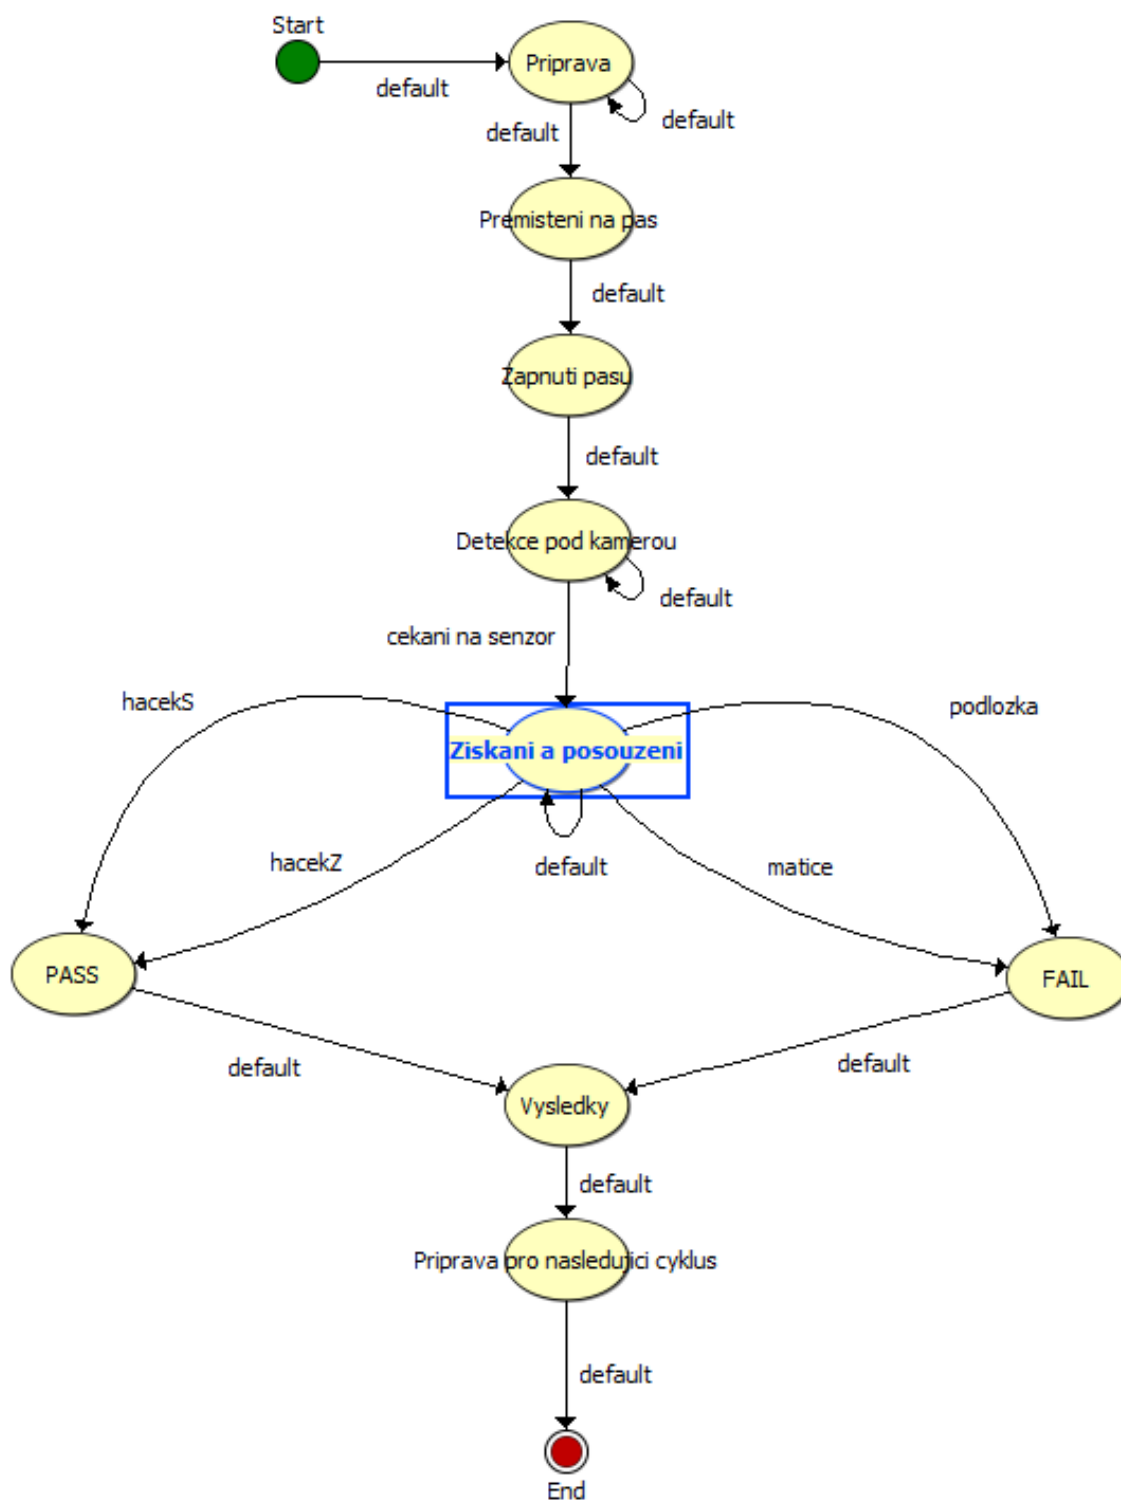 Start
Priprava
default
default
default
Premisteni na pas
default
Zapnuti pasu
default
Detekce pod kamerou
default
cekani na senzor
hacekS
podlozka
Ziskani a posouzeni
hacekZ
default
matice
PASS
FAIL
default
default
Vysledky
default
Priprava pro nasledujici cyklus
default
End